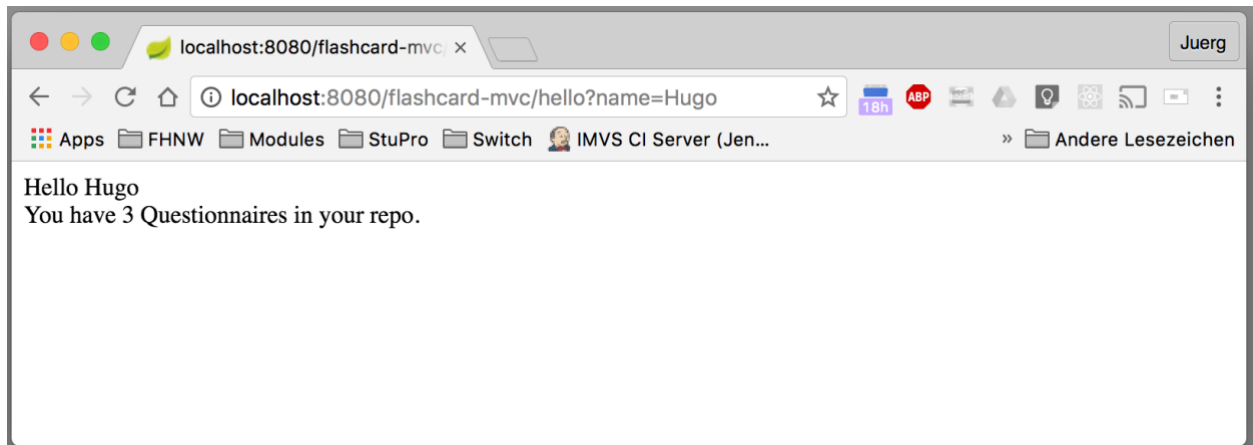 localhost:8080/flashcard-mvc/
Juerg
localhost:8080/flashcard-mvc/hello?name=Hugo
18h
ABP
Apps FHNW Modules StuPro Switch IMVS CI Server (Jen... » Andere Lesezeichen
Hello Hugo
You have 3 Questionnaires in your repo.